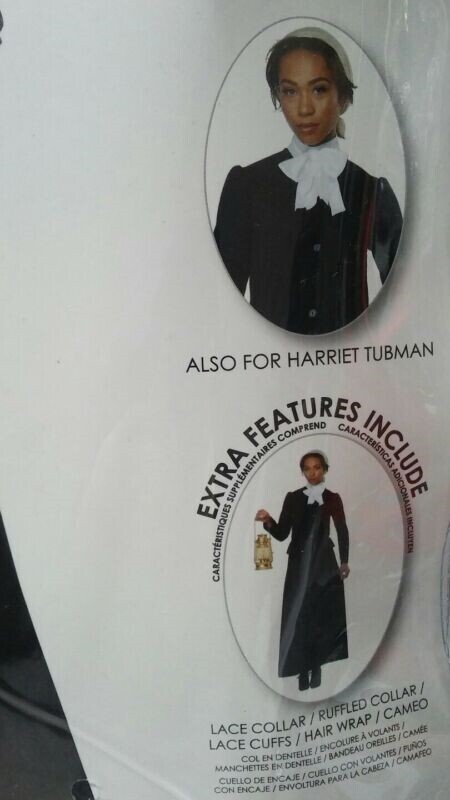 ALSO FOR HARRIET TUBMAN
EXTRA FEATURES INCLUDE
CARACTÉRISTIQUES SUPPLÉMENTAIRES COMPREND
CARACTERÍSTICAS ADICIONALES INCLUYEN
LACE COLLAR / RUFFLED COLLAR /
LACE CUFFS / HAIR WRAP / CAMEO
COL EN DENTELLE / ENCOLURE À VOLANTS /
MANCHETTES EN DENTELLE / BANDEAU OREILLES / CAMÉE
CUELLO DE ENCAJE / CUELLO CON VOLANTES / PUÑOS
CON ENCAJE / ENVOLTURA PARA LA CABEZA / CAMAFEO